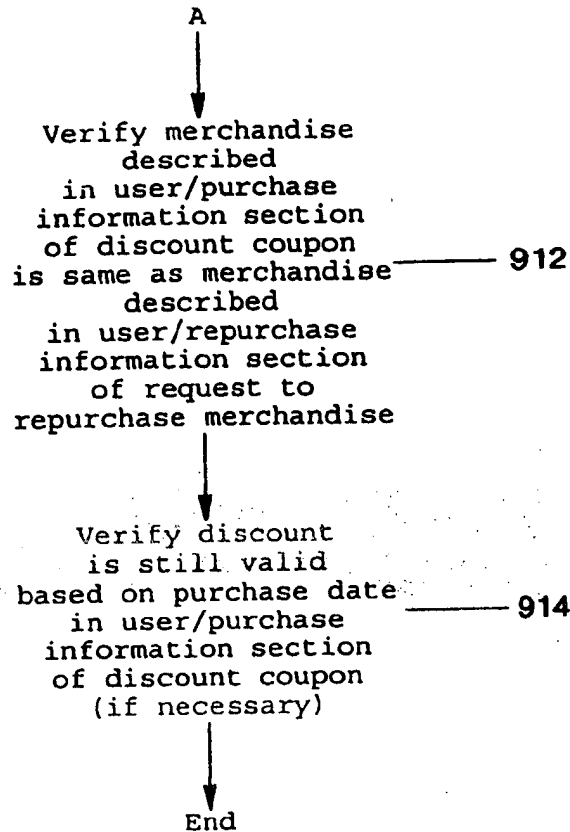 A
Verify merchandise
described
in user/purchase
information section
of discount coupon
is same as merchandise
described
in user/repurchase
information section
of request to
repurchase merchandise
912
Verify discount
is still valid
based on purchase date
in user/purchase
information section
of discount coupon
(if necessary)
914
End